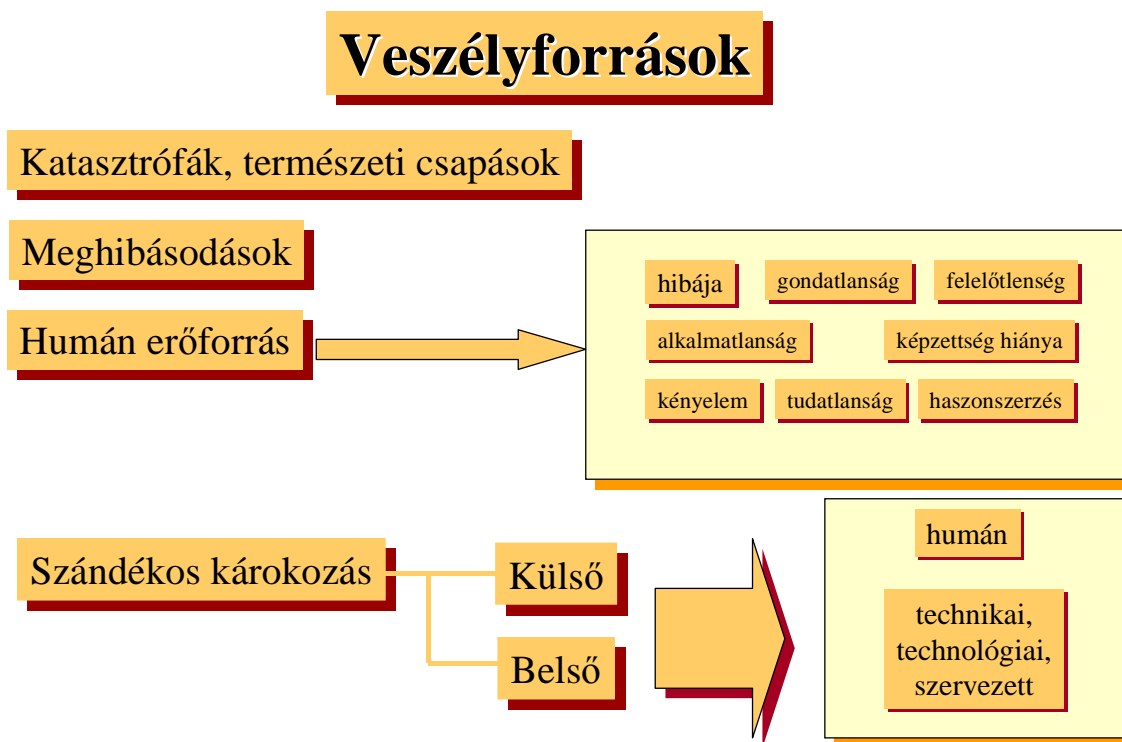 Veszélyforrások
Katasztrófák, természeti csapások
Meghibásodások
Humán erőforrás
hibája
gondatlanság
felelőtlenség
alkalmatlanság
képzettség hiánya
kényelem
tudatlanság
haszonszerzés
Szándékos károkozás
Külső
Belső
humán
technikai,
technológiai,
szervezett